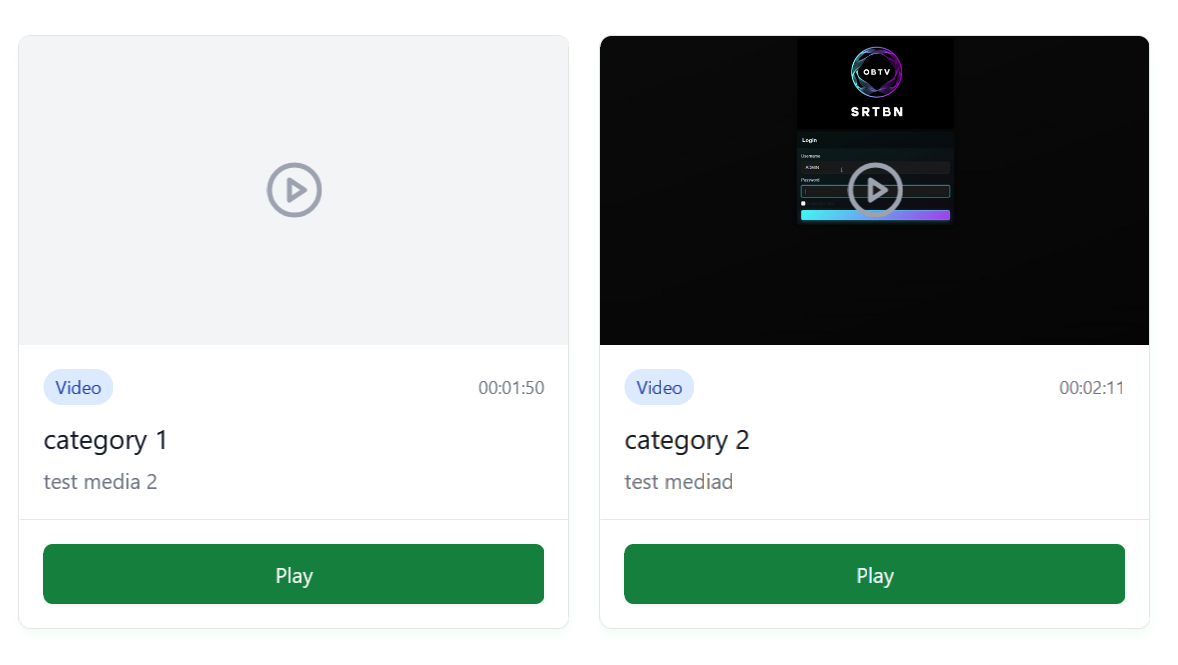 OBTV
SRTBN
Login
Username
Password
Video
00:01:50
category 1
test media 2
Play
Video
00:02:11
category 2
test mediad
Play